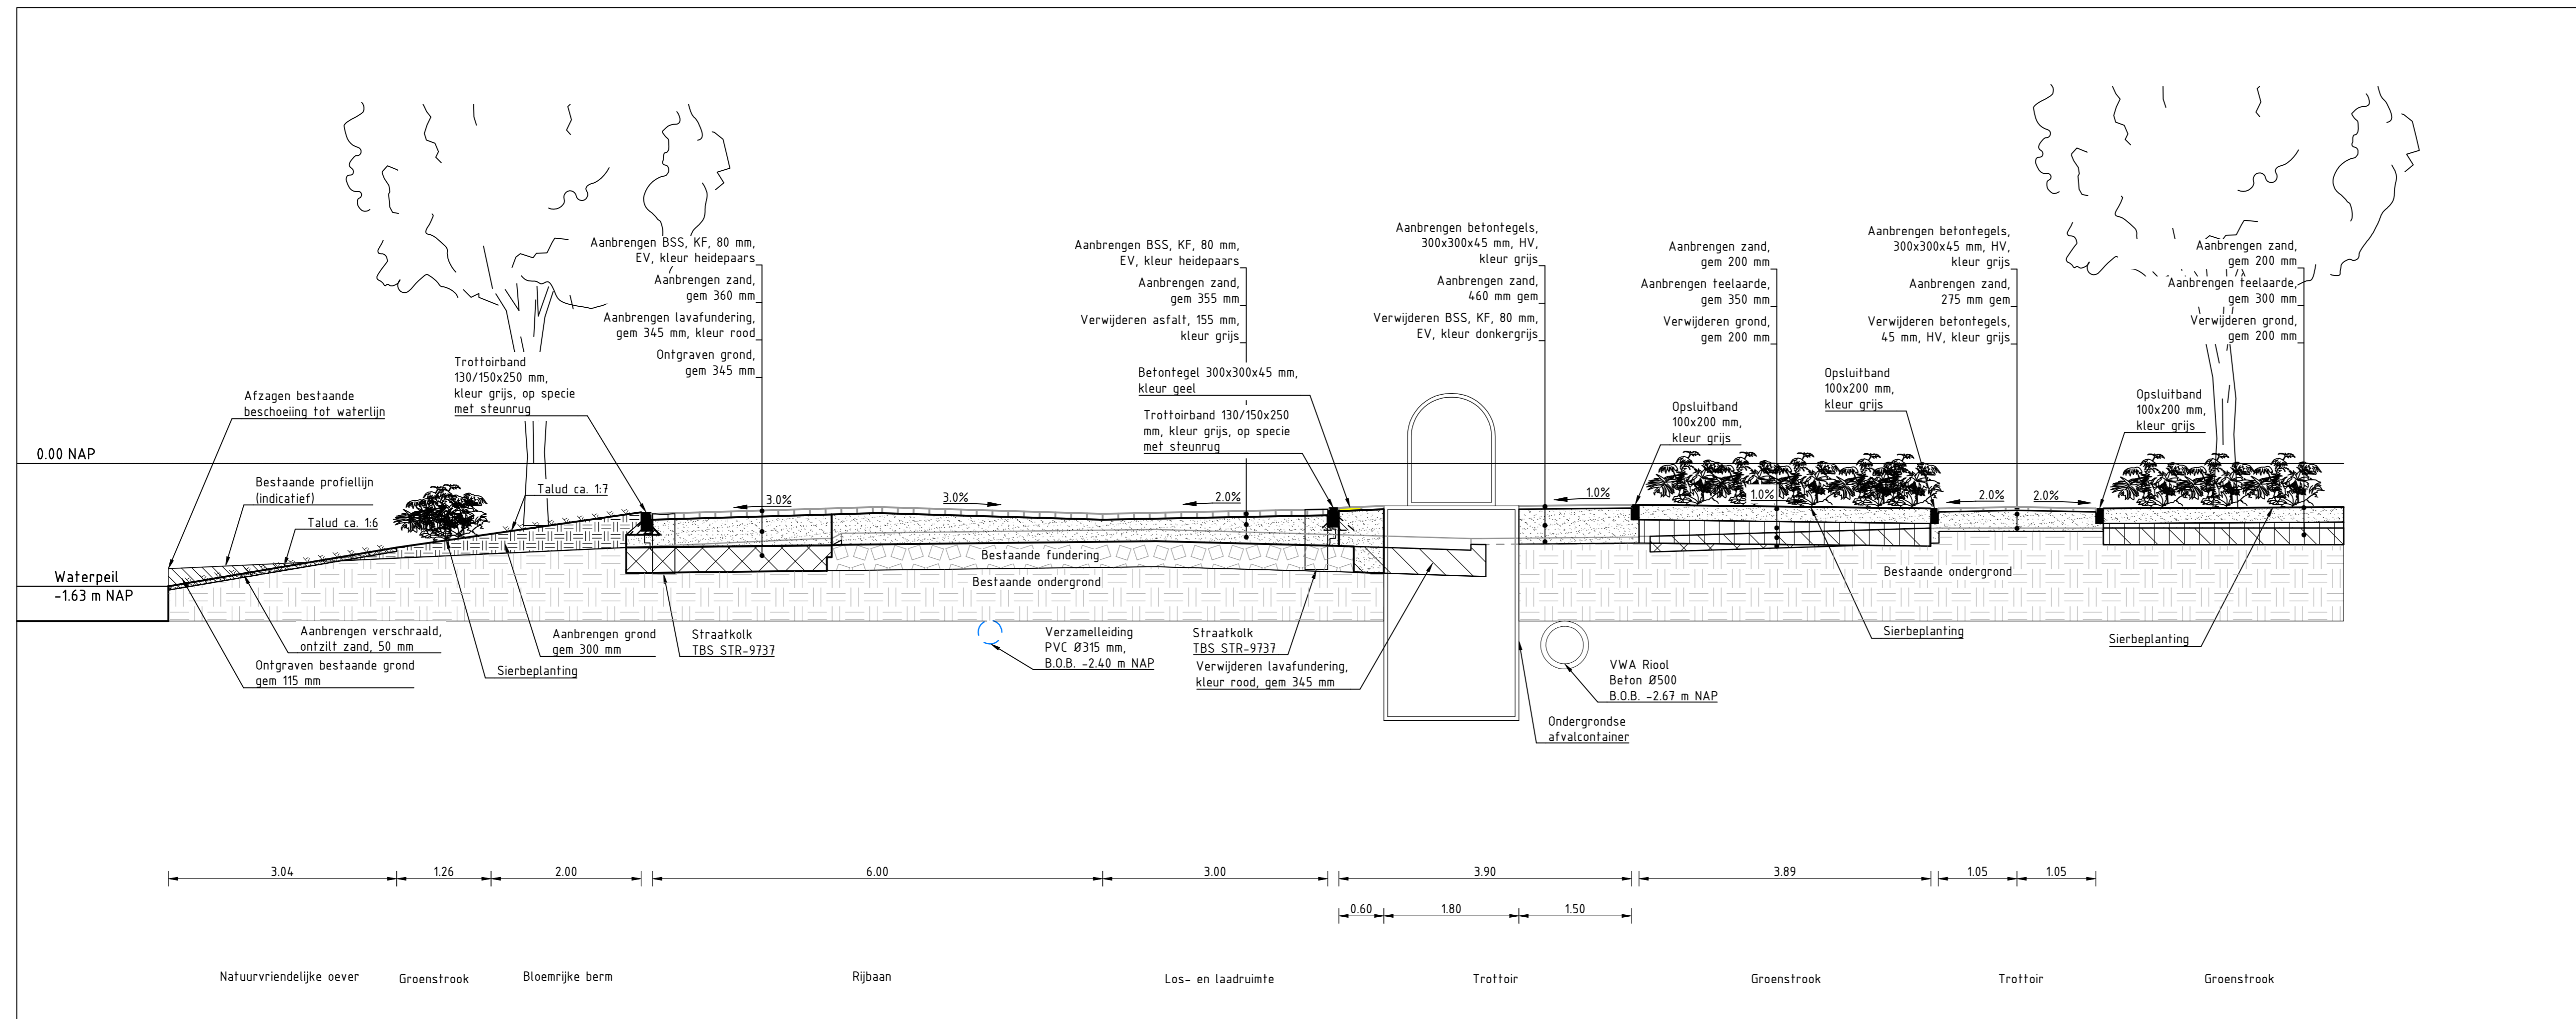 Aanbrengen BSS, KF, 80 mm,
EV, kleur heidepaars
Aanbrengen zand,
gem 360 mm
Aanbrengen lavafundering,
gem 345 mm, kleur rood
Ontgraven grond,
gem 345 mm
Aanbrengen BSS, KF, 80 mm,
EV, kleur heidepaars
Aanbrengen zand,
gem 355 mm
Verwijderen asfalt, 155 mm,
kleur grijs
Aanbrengen betontegels,
300x300x45 mm, HV,
kleur grijs
Aanbrengen zand,
460 mm gem
Verwijderen BSS, KF, 80 mm,
EV, kleur donkergrijs
Aanbrengen zand,
gem 200 mm
Aanbrengen teelaarde,
gem 350 mm
Verwijderen grond,
gem 200 mm
Aanbrengen betontegels,
300x300x45 mm, HV,
kleur grijs
Aanbrengen zand,
275 mm gem
Verwijderen betontegels,
45 mm, HV, kleur grijs
Aanbrengen zand,
gem 200 mm
Aanbrengen teelaarde,
gem 300 mm
Verwijderen grond,
gem 200 mm
Afzagen bestaande
beschoeiing tot waterlijn
Trottoirband
130/150x250 mm,
kleur grijs, op specie
met steunrug
Betontegel 300x300x45 mm,
kleur geel
Trottoirband 130/150x250
mm, kleur grijs, op specie
met steunrug
Opsluitband
100x200 mm,
kleur grijs
Opsluitband
100x200 mm,
kleur grijs
Opsluitband
100x200 mm,
kleur grijs
0.00 NAP
Bestaande profiellijn
(indicatief)
Talud ca. 1:6
Talud ca. 1:7
3.0%
3.0%
2.0%
1.0%
1.0%
2.0%
2.0%
Waterpeil
-1.63 m NAP
Bestaande fundering
Bestaande ondergrond
Bestaande ondergrond
Aanbrengen verschraald,
ontzilt zand, 50 mm
Ontgraven bestaande grond
gem 115 mm
Sierbeplanting
Aanbrengen grond
gem 300 mm
Straatkolk
TBS STR-9737
Verzamelleiding
PVC Ø315 mm,
B.O.B. -2.40 m NAP
Straatkolk
TBS STR-9737
Verwijderen lavafundering,
kleur rood, gem 345 mm
VWA Riool
Beton Ø500
B.O.B. -2.67 m NAP
Ondergrondse
afvalcontainer
Sierbeplanting
Sierbeplanting
3.04
1.26
2.00
6.00
3.00
3.90
3.89
1.05
1.05
0.60
1.80
1.50
Natuurvriendelijke oever
Groenstrook
Bloemrijke berm
Rijbaan
Los- en laadruimte
Trottoir
Groenstrook
Trottoir
Groenstrook